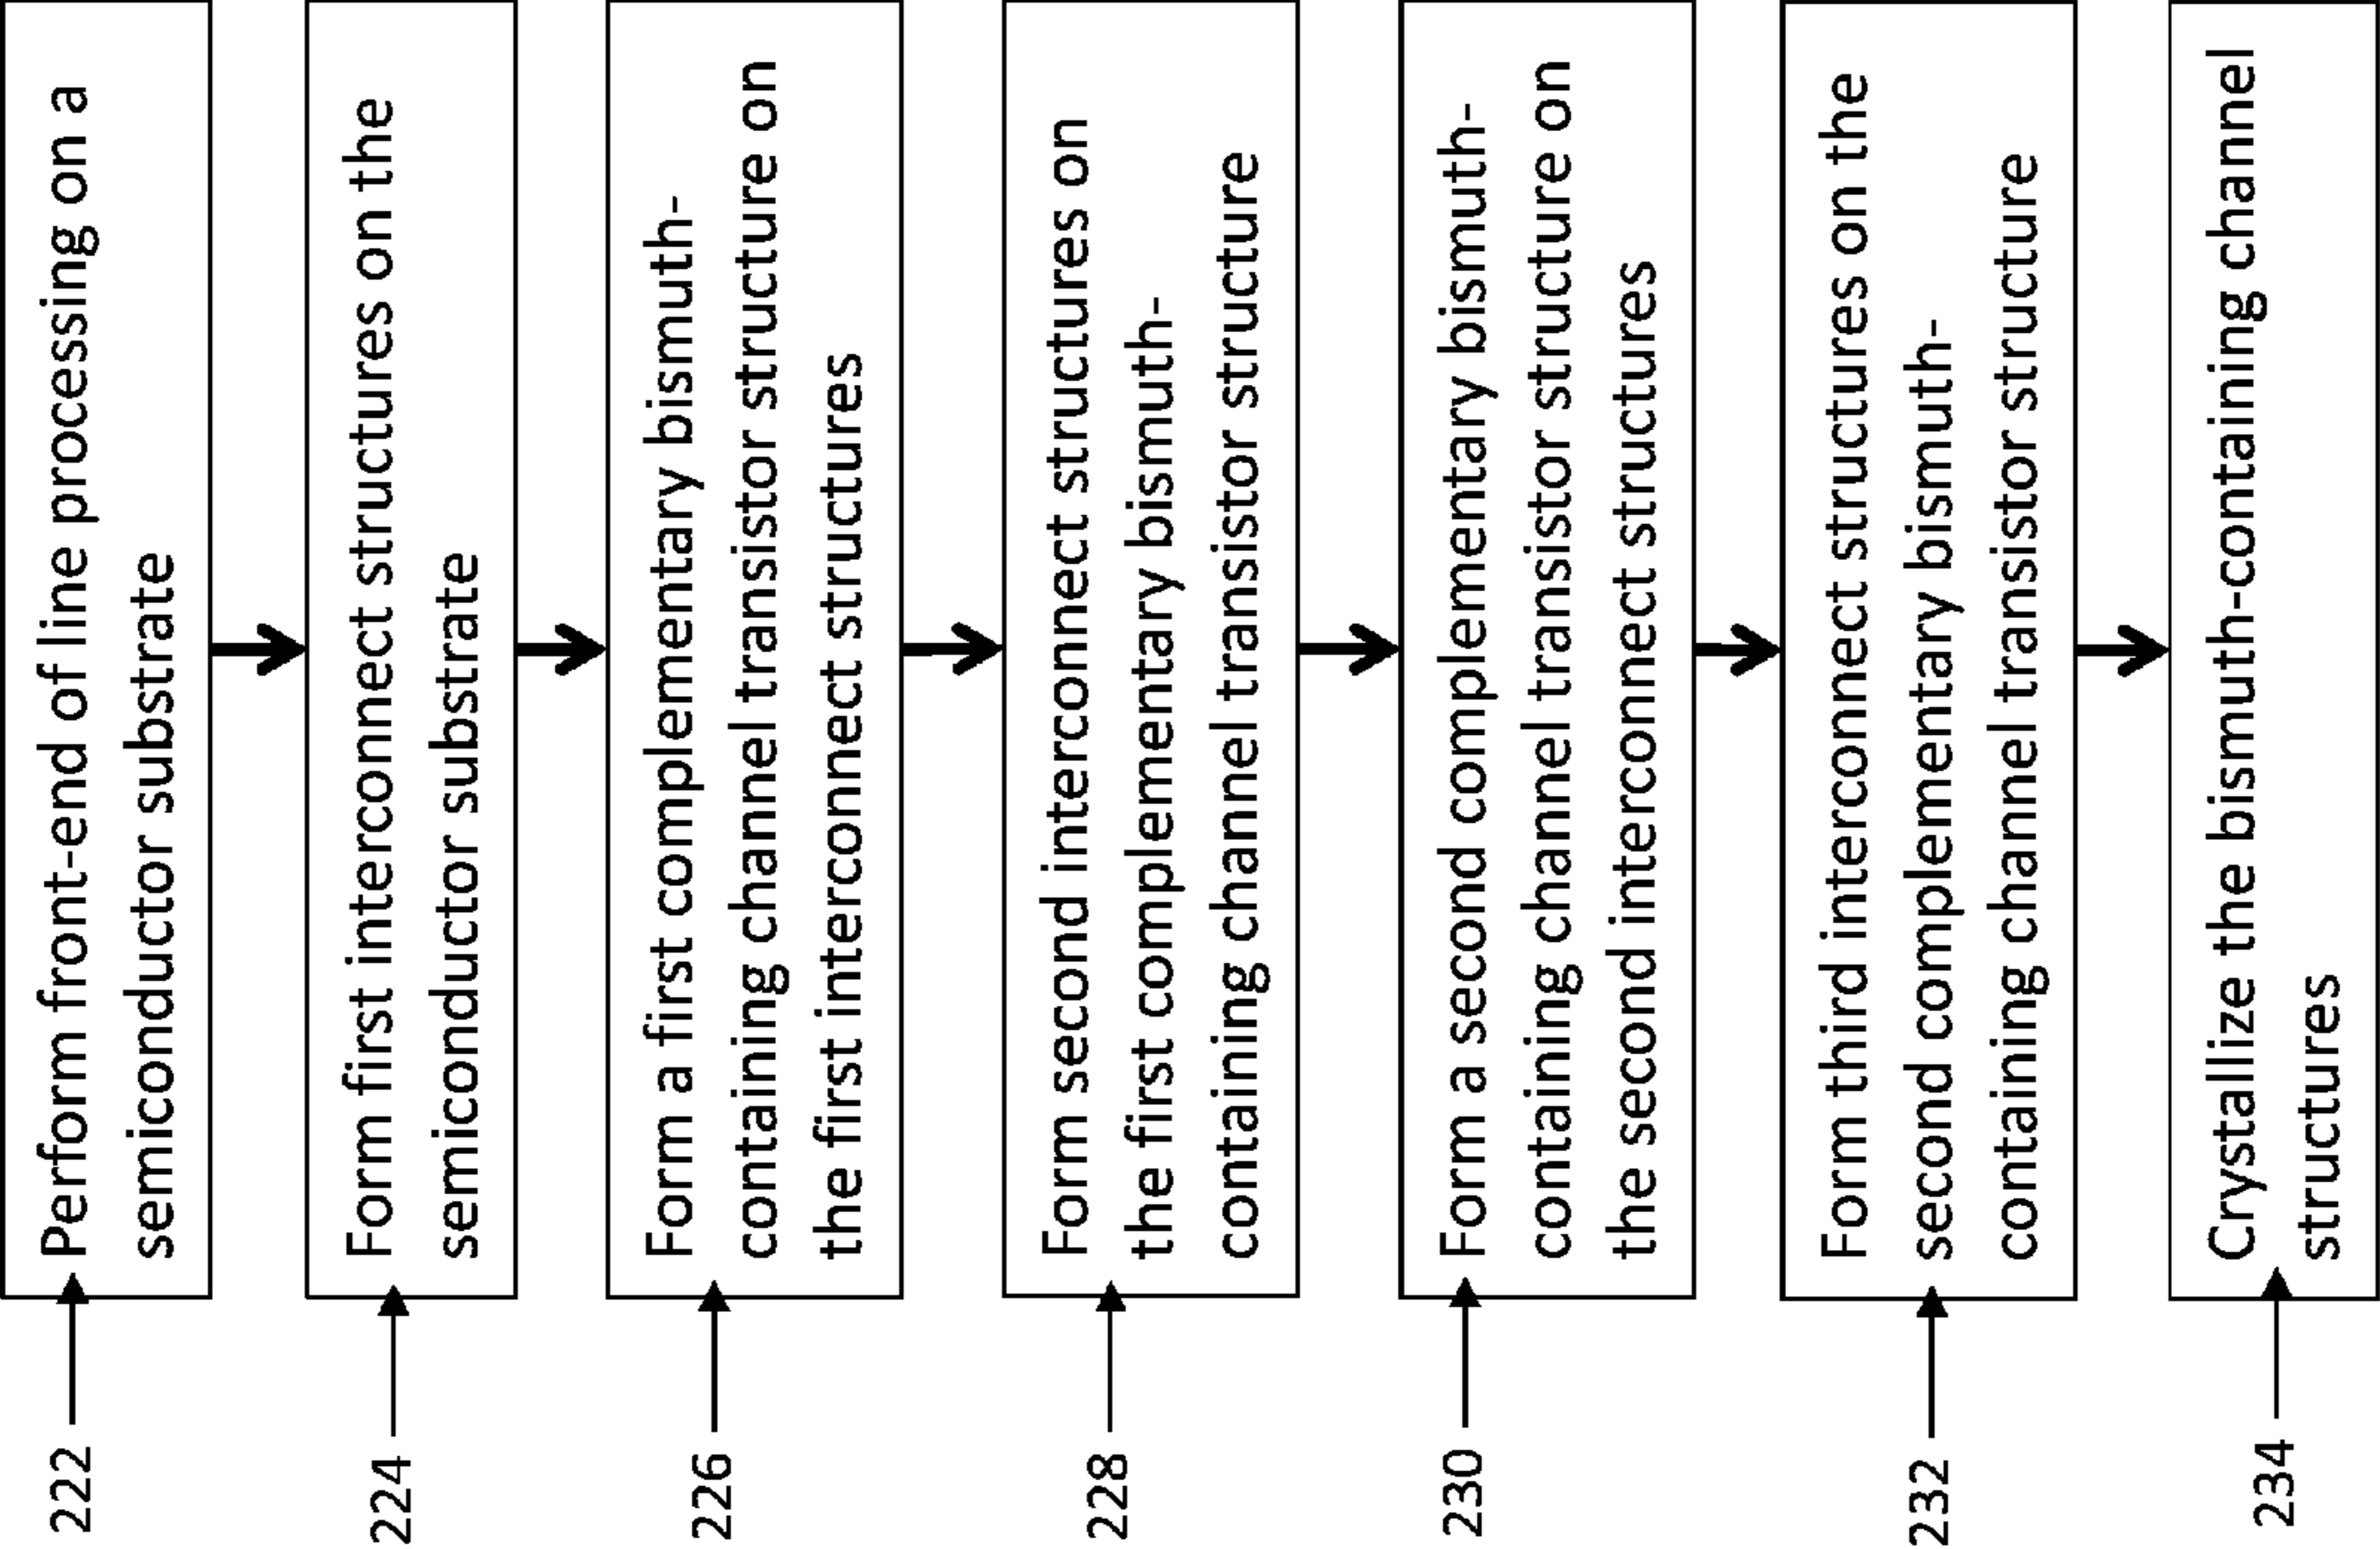 222
Perform front-end of line processing on a
semiconductor substrate
224
Form first interconnect structures on the
semiconductor substrate
226
Form a first complementary bismuth-
containing channel transistor structure on
the first interconnect structures
228
Form second interconnect structures on
the first complementary bismuth-
containing channel transistor structure
230
Form a second complementary bismuth-
containing channel transistor structure on
the second interconnect structures
232
Form third interconnect structures on the
second complementary bismuth-
containing channel transistor structure
234
Crystallize the bismuth-containing channel
structures